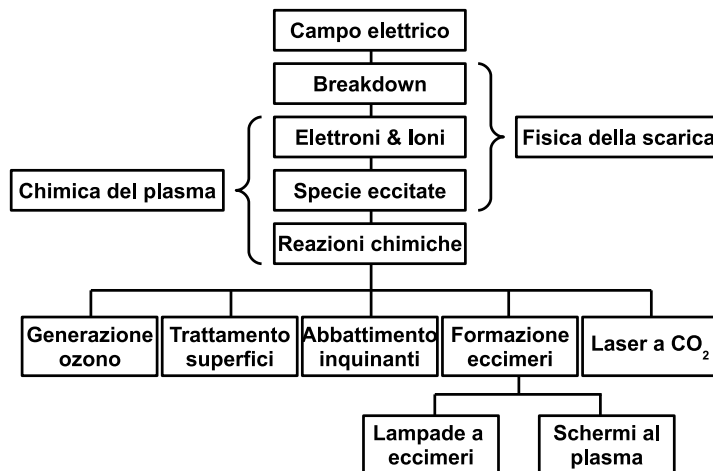 Campo elettrico
Breakdown
Elettroni & Ioni
Fisica della scarica
Chimica del plasma
Specie eccitate
Reazioni chimiche
Generazione
ozono
Trattamento
superfici
Abbattimento
inquinanti
Formazione
eccimeri
Laser a CO₂
Lampade a
eccimeri
Schermi al
plasma